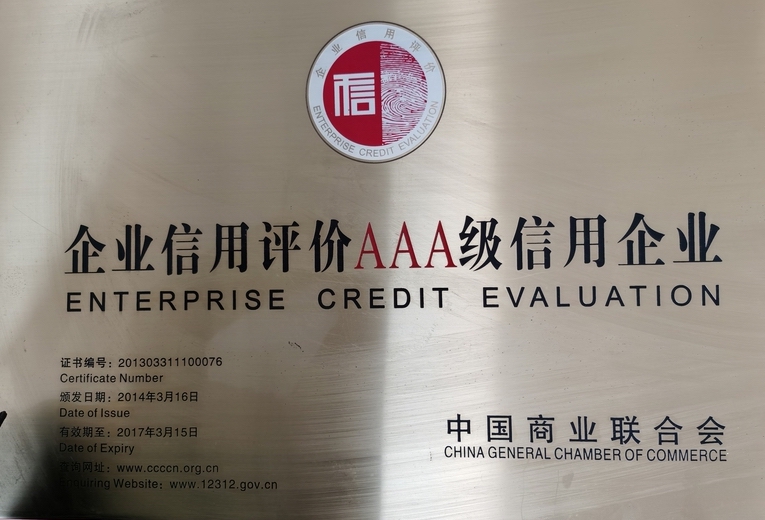 企业信用评价
信
ENTERPRISE CREDIT EVALUATION
企业信用评价AAA级信用企业
ENTERPRISE CREDIT EVALUATION
证书编号：201303311100076
Certificate Number
颁发日期：2014年3月16日
Date of Issue
有效期至：2017年3月15日
Date of Expiry
查询网址：www.ccccn.org.cn
Website：www.12312.gov.cn
中国商业联合会
CHINA GENERAL CHAMBER OF COMMERCE